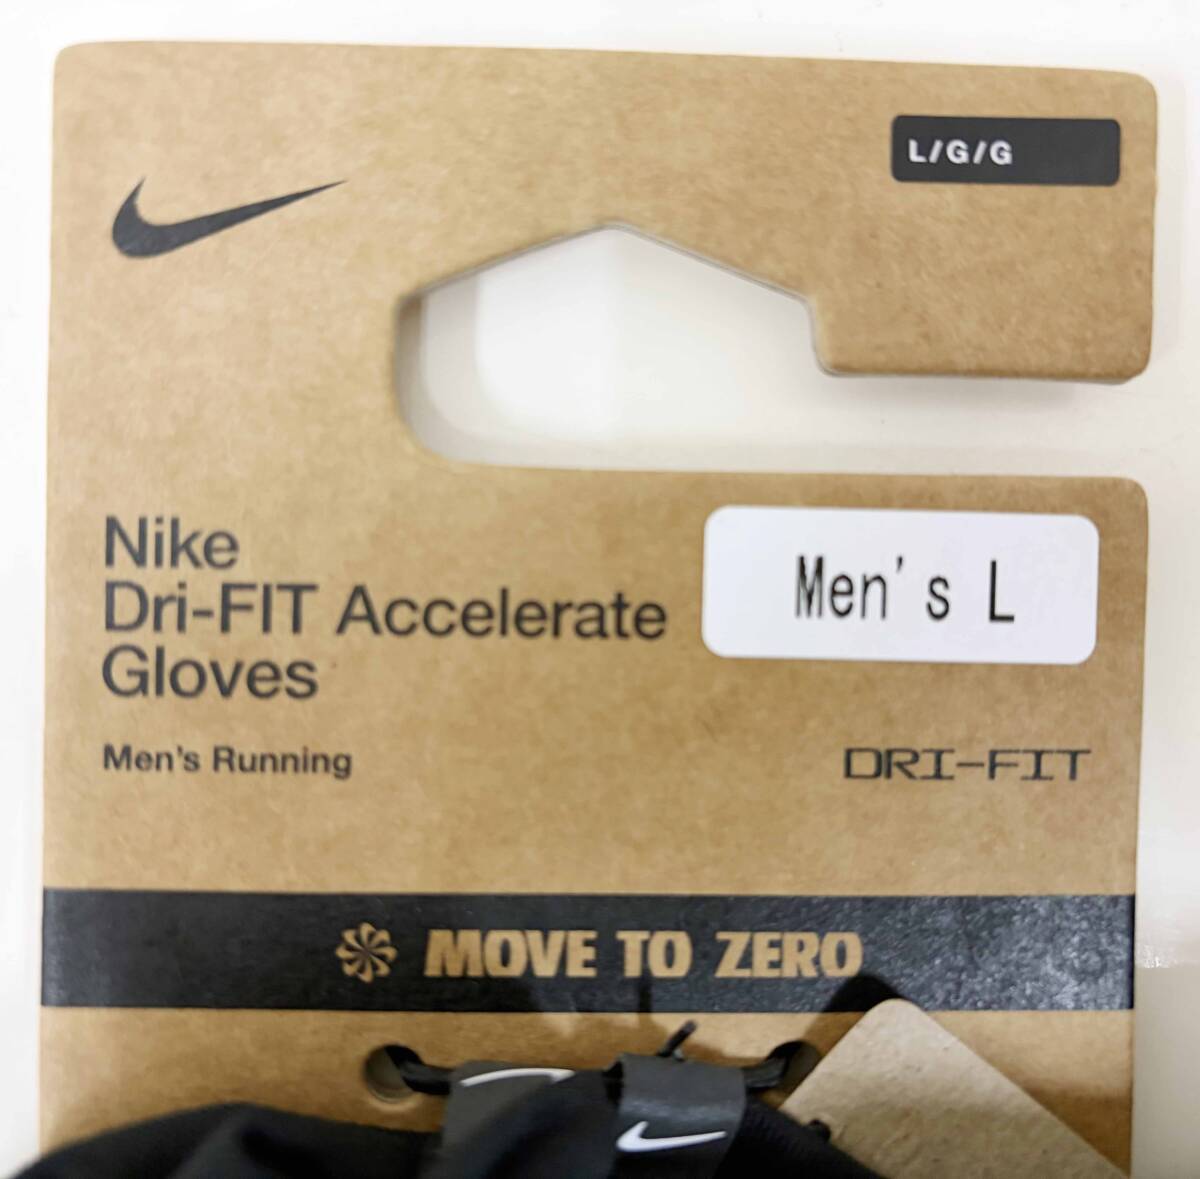 L/G/G
Nike
Dri-FIT Accelerate
Gloves
Men's L
Men's Running
DRI-FIT
MOVE TO ZERO